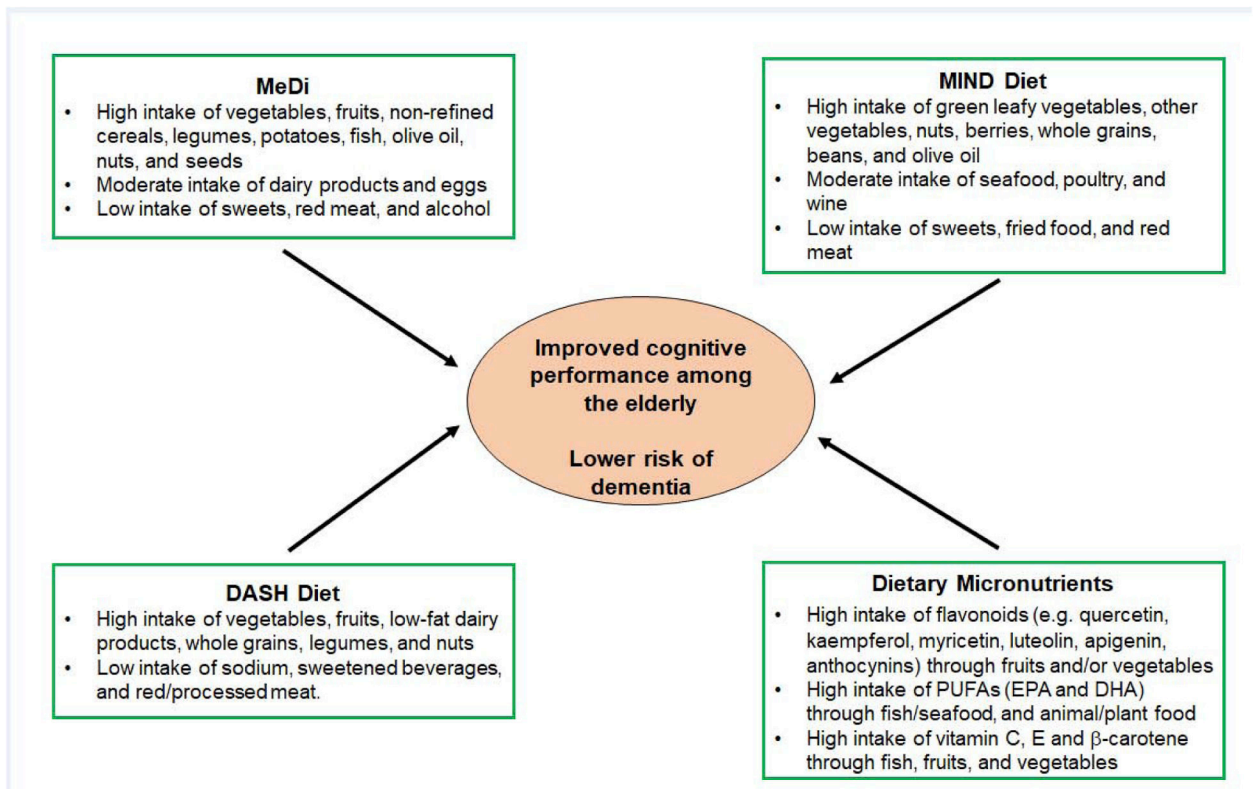 MeDi
• High intake of vegetables, fruits, non-refined
cereals, legumes, potatoes, fish, olive oil,
nuts, and seeds
• Moderate intake of dairy products and eggs
• Low intake of sweets, red meat, and alcohol
MIND Diet
• High intake of green leafy vegetables, other
vegetables, nuts, berries, whole grains,
beans, and olive oil
• Moderate intake of seafood, poultry, and
wine
• Low intake of sweets, fried food, and red
meat
Improved cognitive
performance among
the elderly
Lower risk of
dementia
DASH Diet
• High intake of vegetables, fruits, low-fat dairy
products, whole grains, legumes, and nuts
• Low intake of sodium, sweetened beverages,
and red/processed meat.
Dietary Micronutrients
• High intake of flavonoids (e.g. quercetin,
kaempferol, myricetin, luteolin, apigenin,
anthocynins) through fruits and/or vegetables
• High intake of PUFAs (EPA and DHA)
through fish/seafood, and animal/plant food
• High intake of vitamin C, E and β-carotene
through fish, fruits, and vegetables